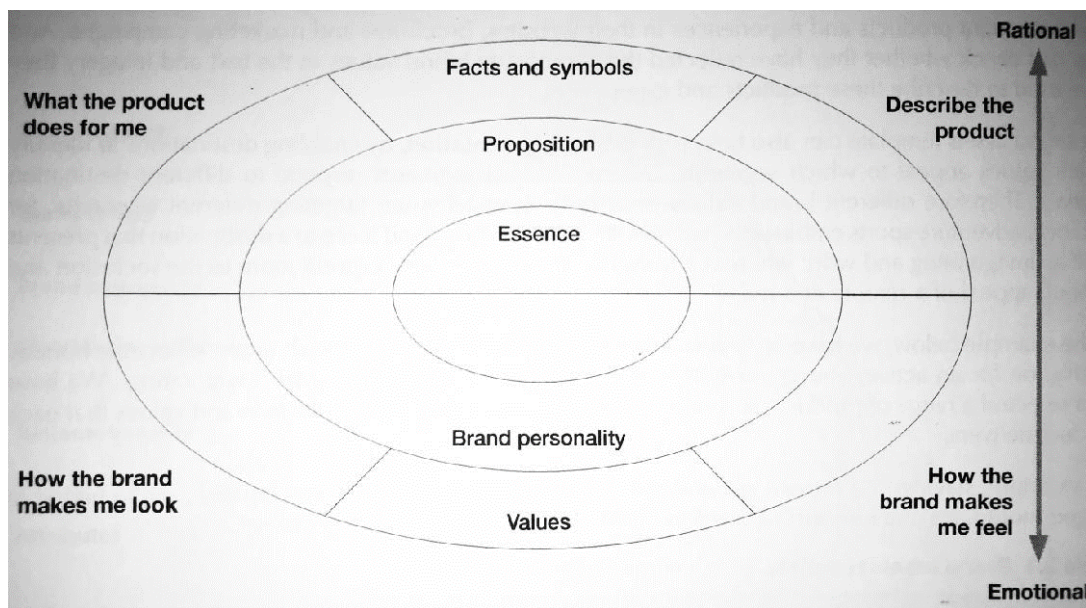 Rational
Facts and symbols
What the product
does for me
Describe the
product
Proposition
Essence
Brand personality
How the brand
makes me look
How the
brand makes
me feel
Values
Emotional